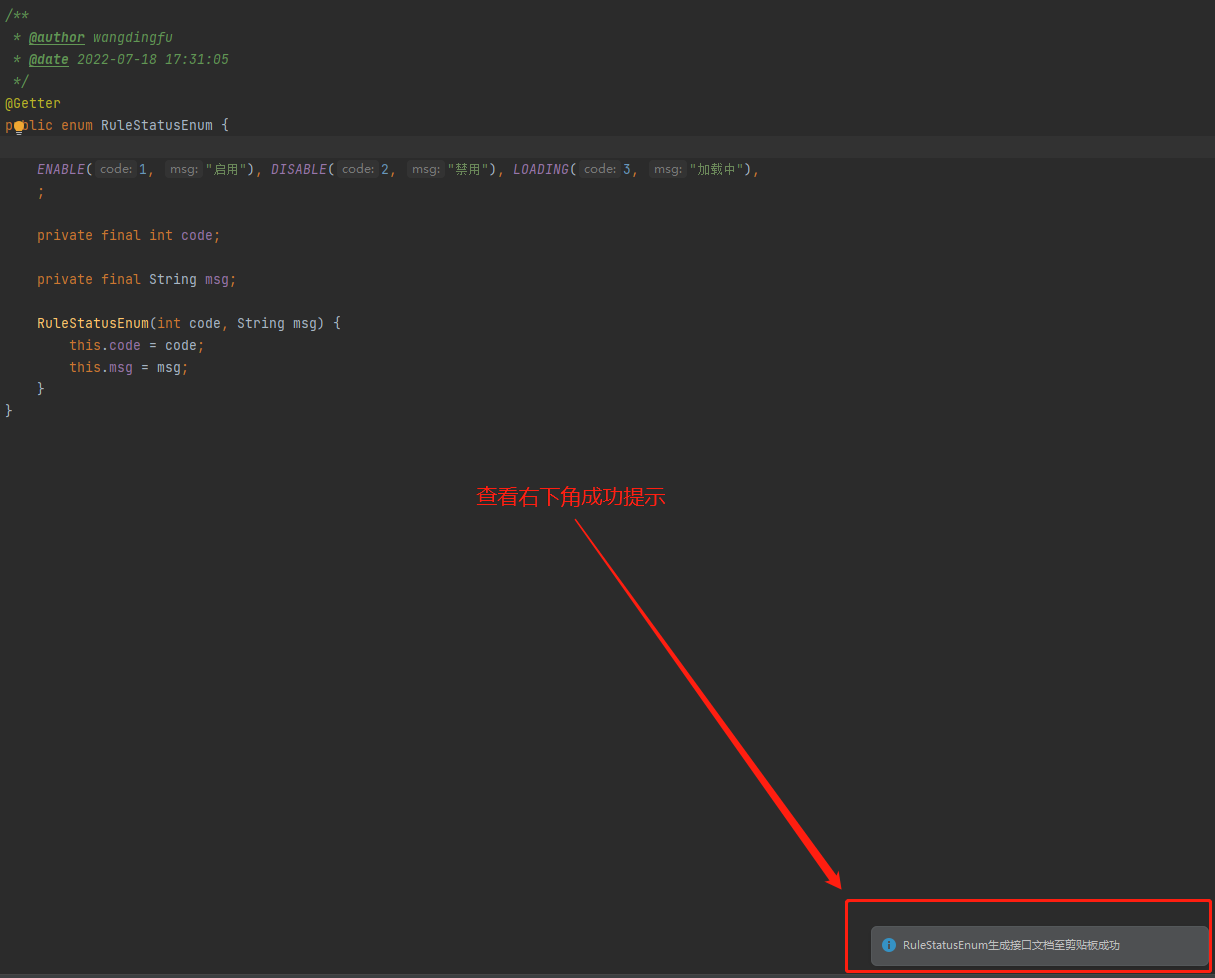 /**
 * @author wangdingfu
 * @date 2022-07-18 17:31:05
 */
@Getter
public enum RuleStatusEnum {
ENABLE( code: 1, msg: "启用"), DISABLE( code: 2, msg: "禁用"), LOADING( code: 3, msg: "加载中"),
;
private final int code;
private final String msg;
RuleStatusEnum(int code, String msg) {
this.code = code;
this.msg = msg;
}
}
查看右下角成功提示
RuleStatusEnum生成接口文档至剪贴板成功